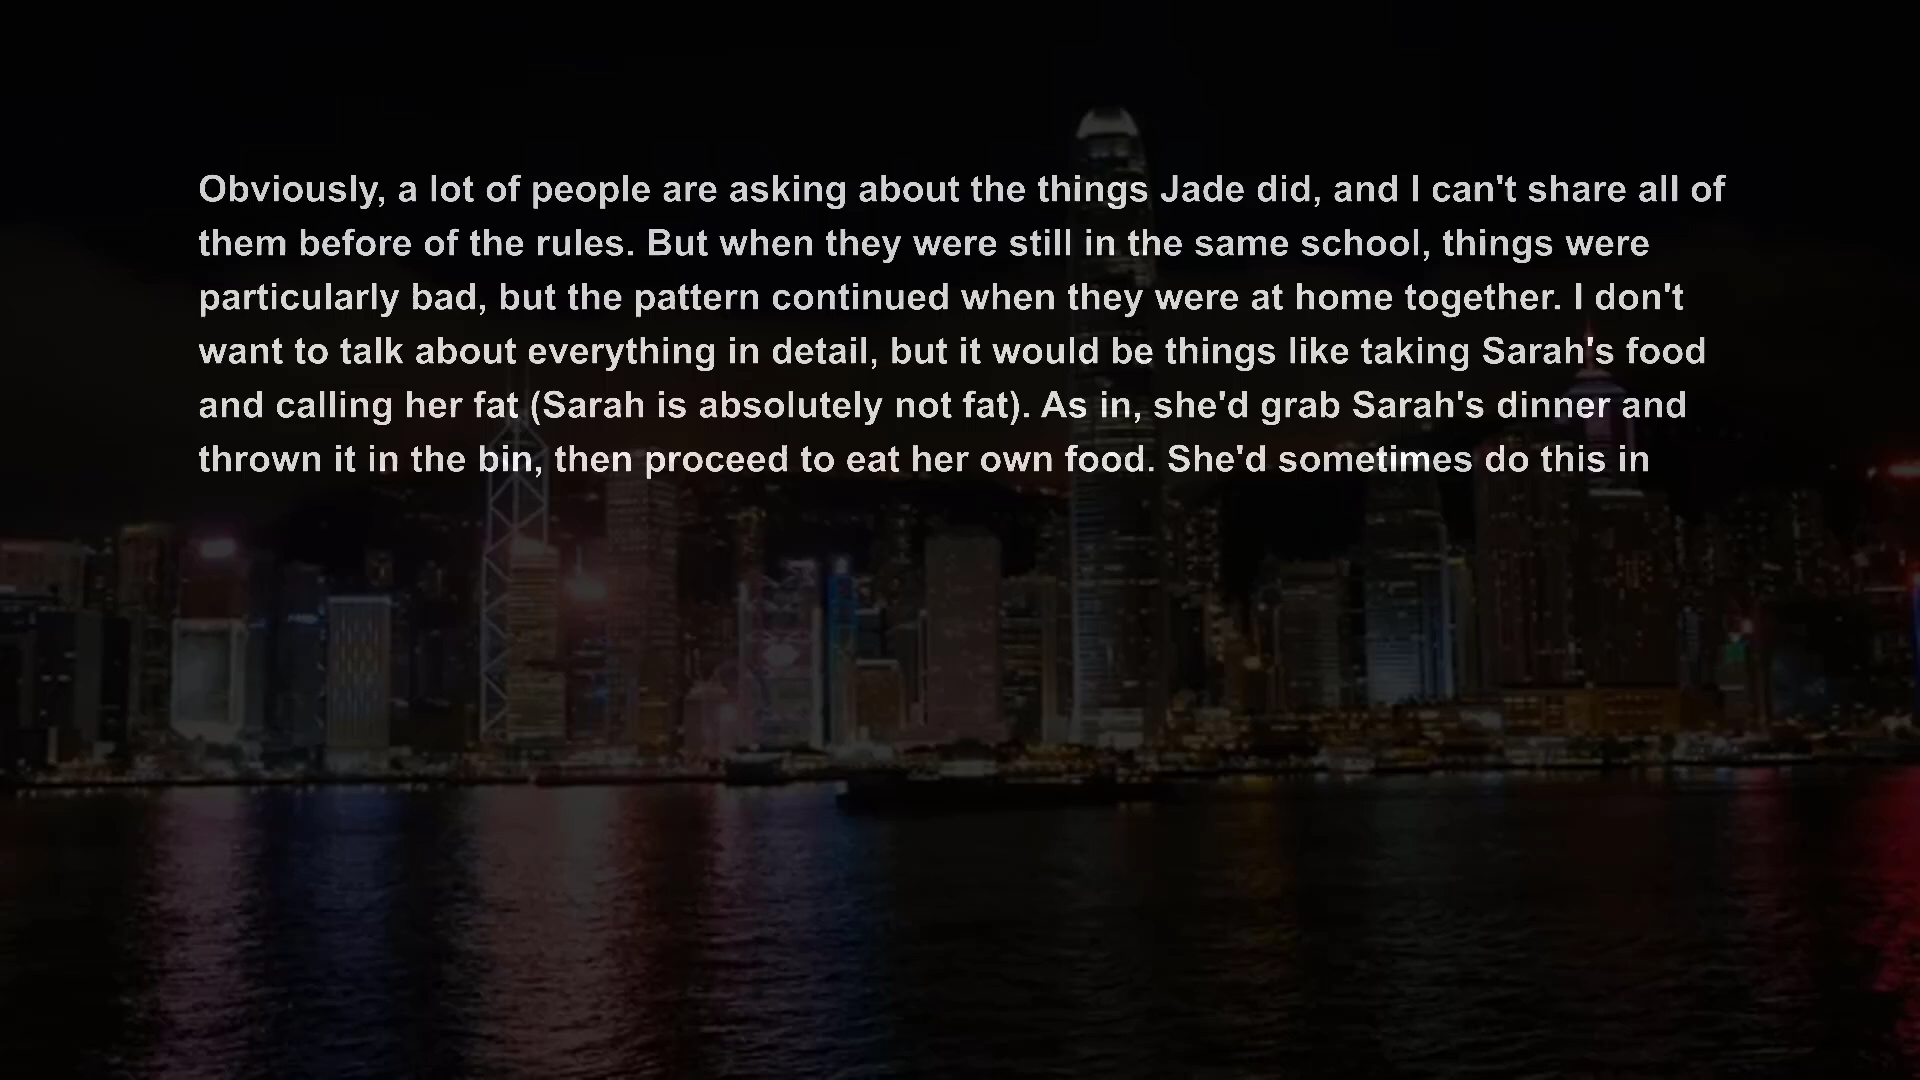 Obviously, a lot of people are asking about the things Jade did, and I can't share all of
them before of the rules. But when they were still in the same school, things were
particularly bad, but the pattern continued when they were at home together. I don't
want to talk about everything in detail, but it would be things like taking Sarah's food
and calling her fat (Sarah is absolutely not fat). As in, she'd grab Sarah's dinner and
thrown it in the bin, then proceed to eat her own food. She'd sometimes do this in